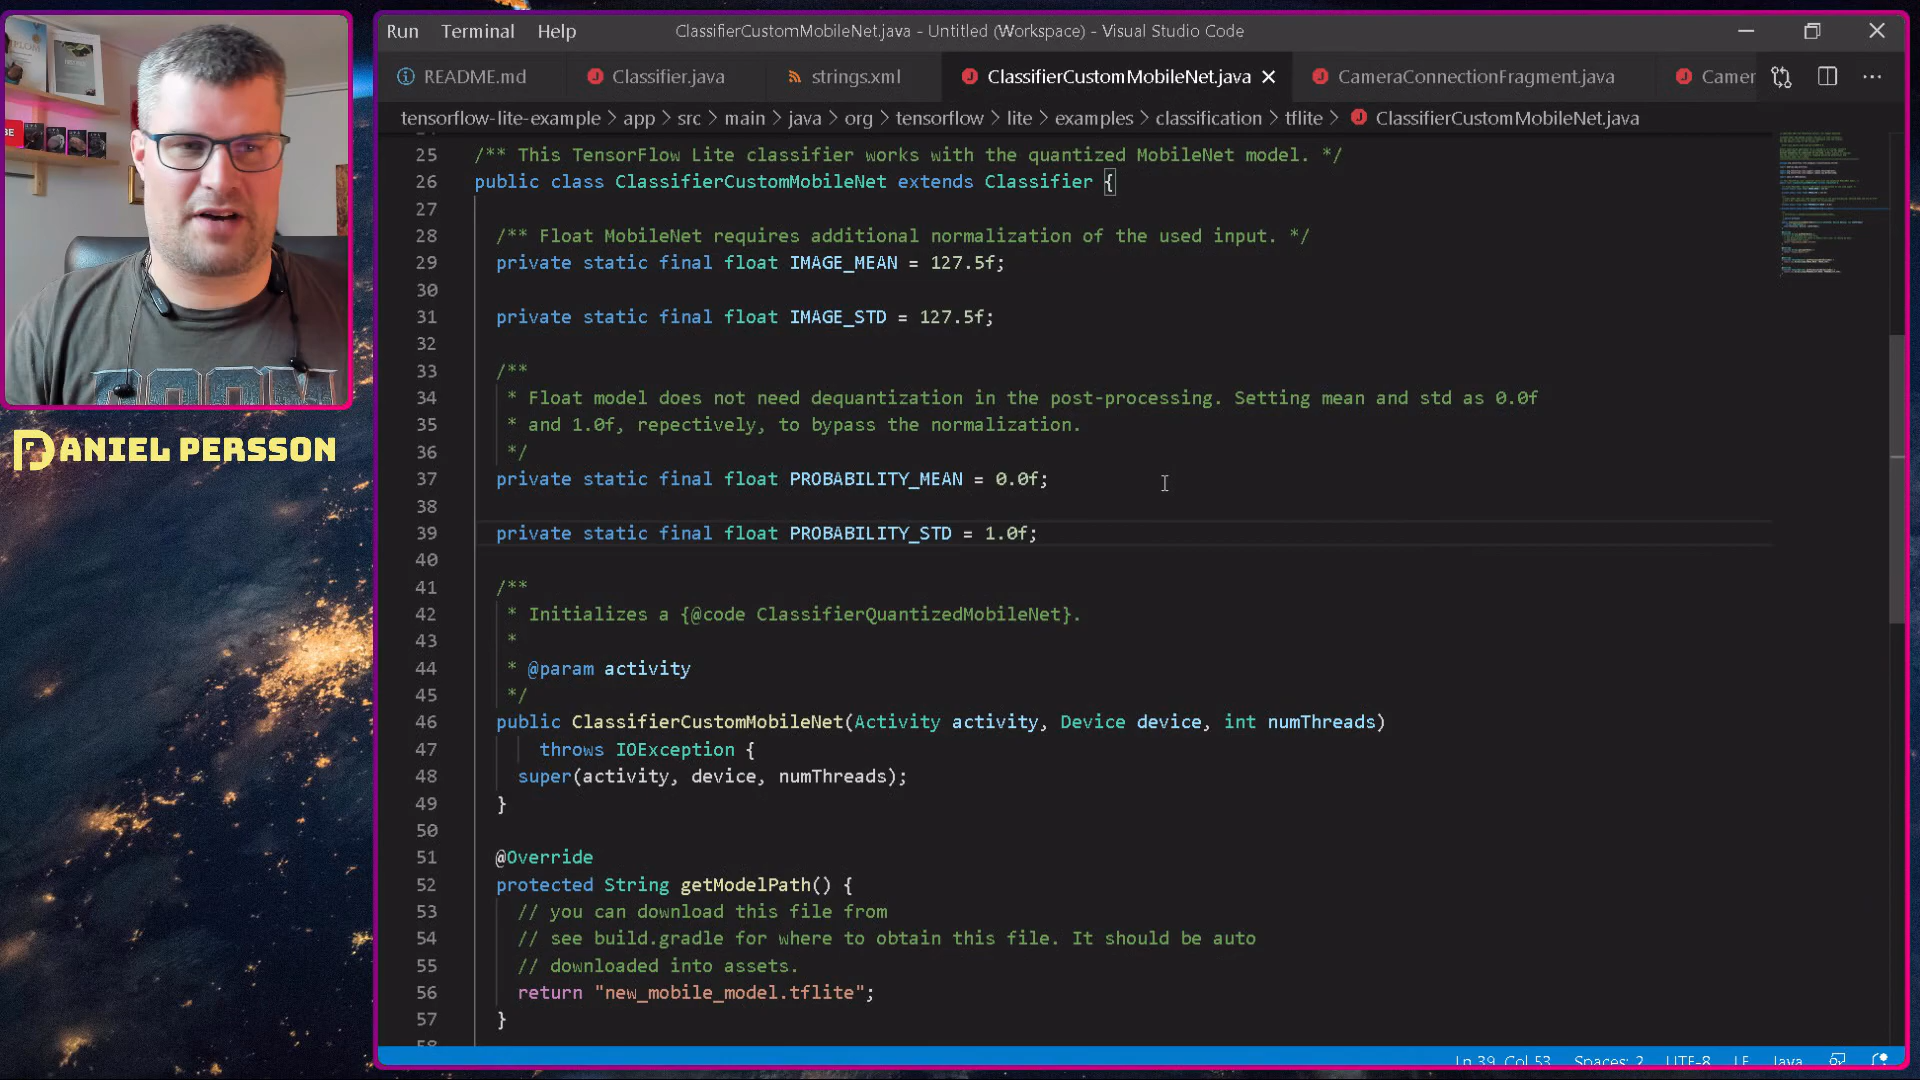 Run Terminal Help ClassifierCustomMobileNet.java - Untitled (Workspace) - Visual Studio Code
README.md Classifier.java strings.xml ClassifierCustomMobileNet.java CameraConnectionFragment.java Camer
tensorflow-lite-example > app > src > main > java > org > tensorflow > lite > examples > classification > tflite > ClassifierCustomMobileNet.java
25 /** This TensorFlow Lite classifier works with the quantized MobileNet model. */
26 public class ClassifierCustomMobileNet extends Classifier {
27
28 /** Float MobileNet requires additional normalization of the used input. */
29 private static final float IMAGE_MEAN = 127.5f;
30
31 private static final float IMAGE_STD = 127.5f;
32
33 /**
34 * Float model does not need dequantization in the post-processing. Setting mean and std as 0.0f
35 * and 1.0f, repectively, to bypass the normalization.
36 */
37 private static final float PROBABILITY_MEAN = 0.0f;
38
39 private static final float PROBABILITY_STD = 1.0f;
40
41 /**
42 * Initializes a {@code ClassifierQuantizedMobileNet}.
43 *
44 * @param activity
45 */
46 public ClassifierCustomMobileNet(Activity activity, Device device, int numThreads)
47 throws IOException {
48 super(activity, device, numThreads);
49 }
50
51 @Override
52 protected String getModelPath() {
53 // you can download this file from
54 // see build.gradle for where to obtain this file. It should be auto
55 // downloaded into assets.
56 return "new_mobile_model.tflite";
57 }
58
Ln 39, Col 53 Spaces: 2 UTF-8 LF Java
DANIEL PERSSON
DOOM